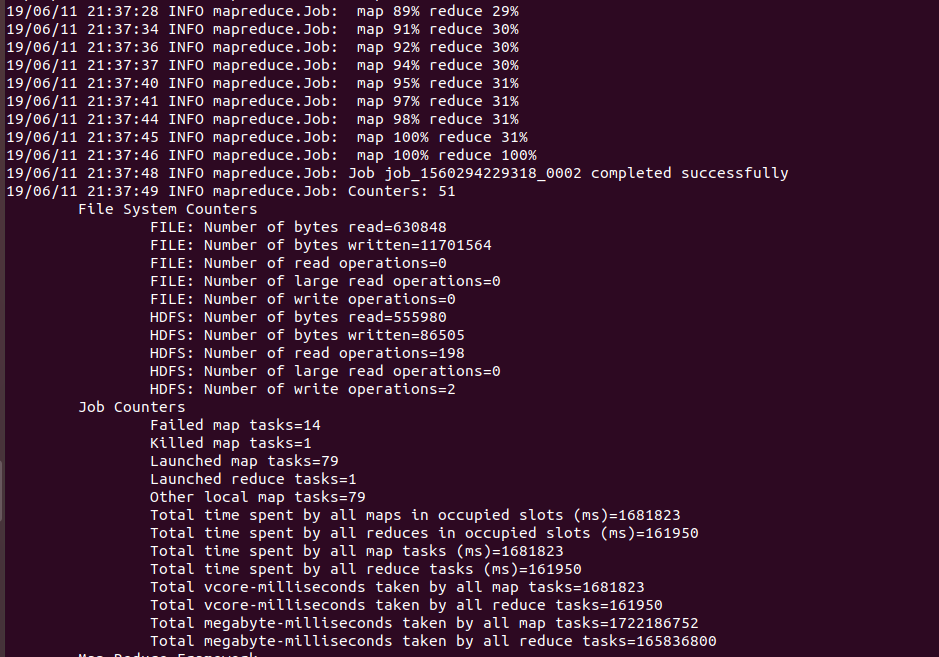 19/06/11 21:37:28 INFO mapreduce.Job:  map 89% reduce 29%
19/06/11 21:37:34 INFO mapreduce.Job:  map 91% reduce 30%
19/06/11 21:37:36 INFO mapreduce.Job:  map 92% reduce 30%
19/06/11 21:37:37 INFO mapreduce.Job:  map 94% reduce 30%
19/06/11 21:37:40 INFO mapreduce.Job:  map 95% reduce 31%
19/06/11 21:37:41 INFO mapreduce.Job:  map 97% reduce 31%
19/06/11 21:37:44 INFO mapreduce.Job:  map 98% reduce 31%
19/06/11 21:37:45 INFO mapreduce.Job:  map 100% reduce 31%
19/06/11 21:37:46 INFO mapreduce.Job:  map 100% reduce 100%
19/06/11 21:37:48 INFO mapreduce.Job: Job job_1560294229318_0002 completed successfully
19/06/11 21:37:49 INFO mapreduce.Job: Counters: 51
File System Counters
FILE: Number of bytes read=630848
FILE: Number of bytes written=11701564
FILE: Number of read operations=0
FILE: Number of large read operations=0
FILE: Number of write operations=0
HDFS: Number of bytes read=555980
HDFS: Number of bytes written=86505
HDFS: Number of read operations=198
HDFS: Number of large read operations=0
HDFS: Number of write operations=2
Job Counters
Failed map tasks=14
Killed map tasks=1
Launched map tasks=79
Launched reduce tasks=1
Other local map tasks=79
Total time spent by all maps in occupied slots (ms)=1681823
Total time spent by all reduces in occupied slots (ms)=161950
Total time spent by all map tasks (ms)=1681823
Total time spent by all reduce tasks (ms)=161950
Total vcore-milliseconds taken by all map tasks=1681823
Total vcore-milliseconds taken by all reduce tasks=161950
Total megabyte-milliseconds taken by all map tasks=1722186752
Total megabyte-milliseconds taken by all reduce tasks=165836800
Map-Reduce Framework